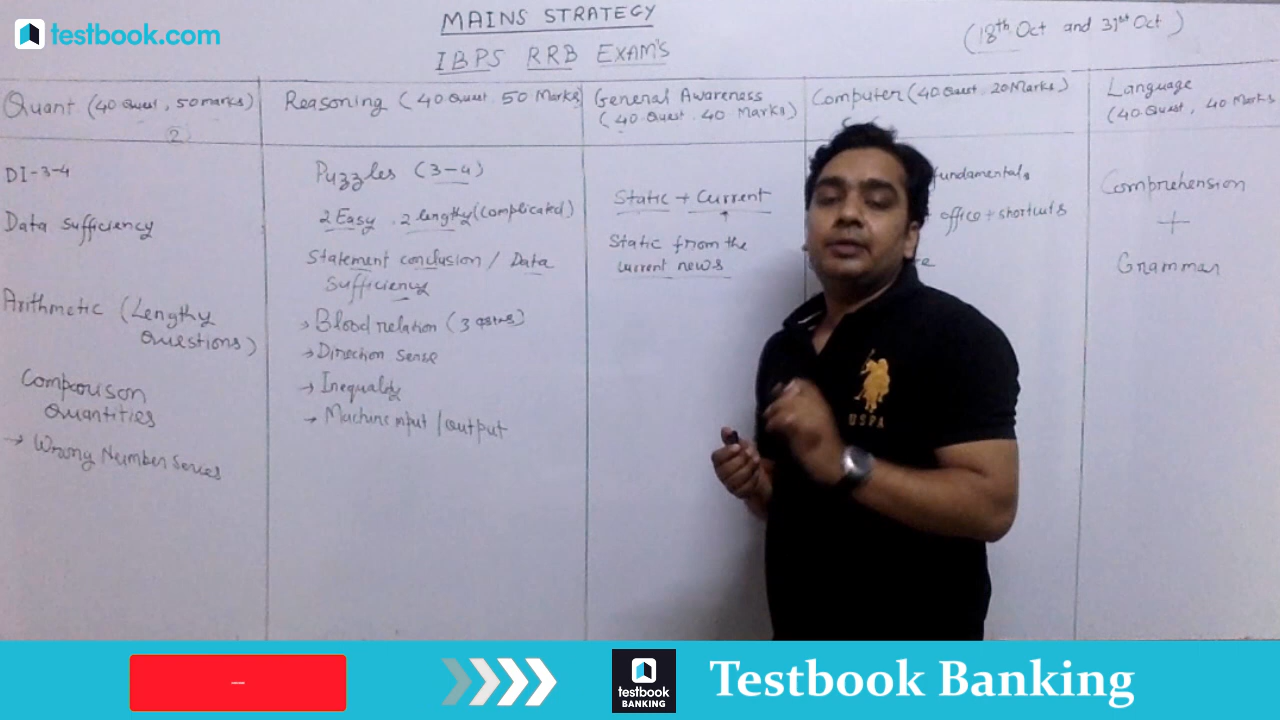 testbook.com
MAINS STRATEGY
IBPS RRB EXAM'S
(18th Oct and 31st Oct)
Quant (40 Quest, 50 marks)
2
DI-3-4
Data Sufficiency
Arithmetic (Lengthy
Questions)
Comparison
Quantities
→ Wrong Number Series
Reasoning (40 Quest, 50 Marks)
Puzzles (3-4)
2 Easy, 2 lengthy (complicated)
Statement conclusion / Data
Sufficiency
→ Blood relation (3
→ Direction Sense
→ Inequality
→ Machine input / output
General Awareness
(40 Quest, 40 Marks)
Static + Current
Static from the
current news
Computer (40 Quest, 20 Marks)
fundamentals
office + shortcuts
Language
(40 Quest, 40 Marks
Comprehension
+
Grammar
USPA
testbook
BANKING
Testbook Banking